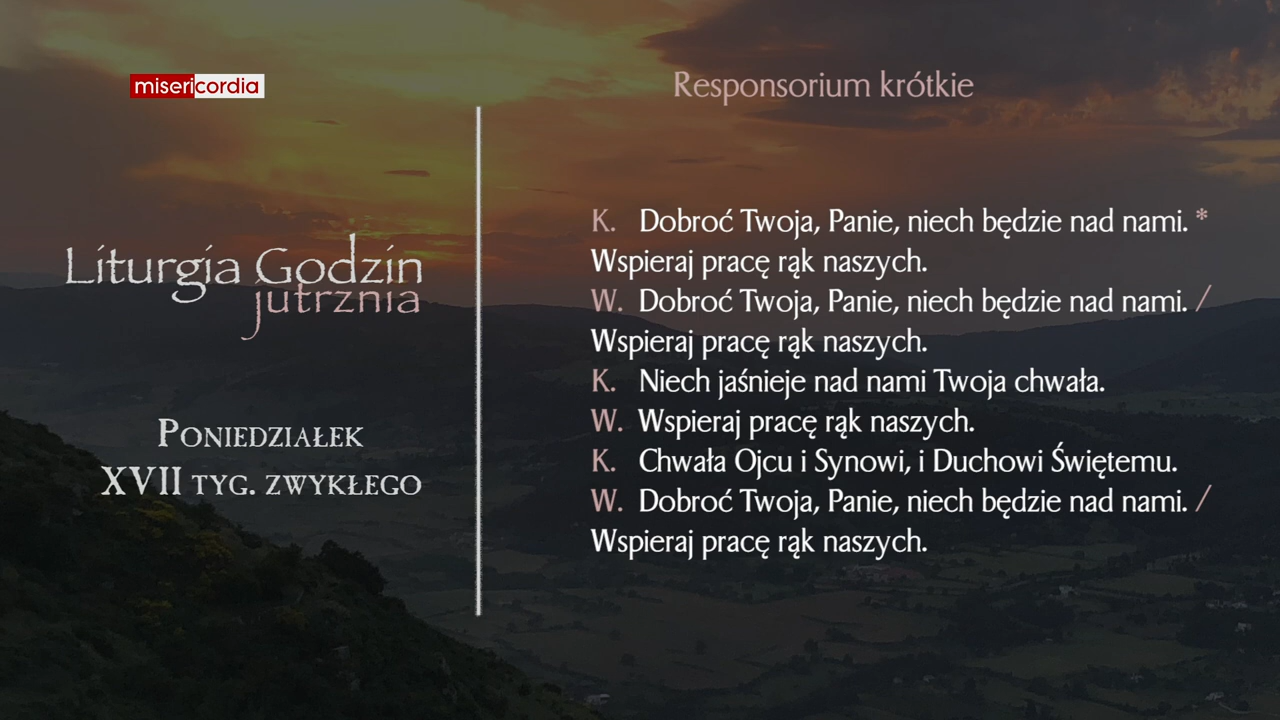 misericordia
Liturgia Godzin
jutrznia
Poniedziałek
XVII tyg. zwykłego
Responsorium krótkie
K. Dobroć Twoja, Panie, niech będzie nad nami. *
Wspieraj pracę rąk naszych.
W. Dobroć Twoja, Panie, niech będzie nad nami. /
Wspieraj pracę rąk naszych.
K. Niech jaśnieje nad nami Twoja chwała.
W. Wspieraj pracę rąk naszych.
K. Chwała Ojcu i Synowi, i Duchowi Świętemu.
W. Dobroć Twoja, Panie, niech będzie nad nami. /
Wspieraj pracę rąk naszych.